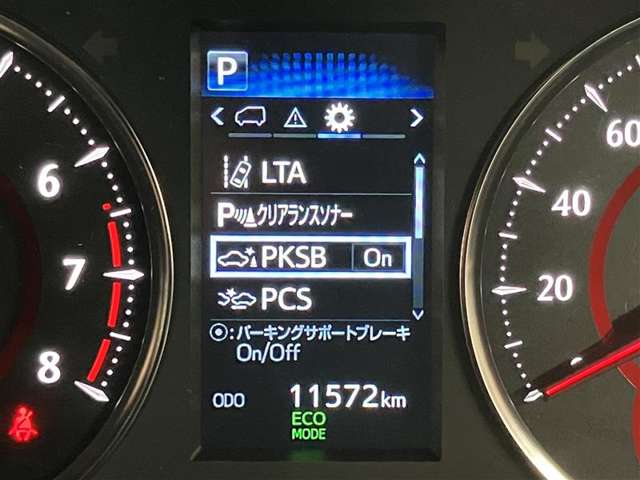 P
LTA
P クリアランスソナー
PKSB On
PCS
:パーキングサポートブレーキ
On/Off
ODO 11572km
ECO
MODE
6
7
8
60
40
20